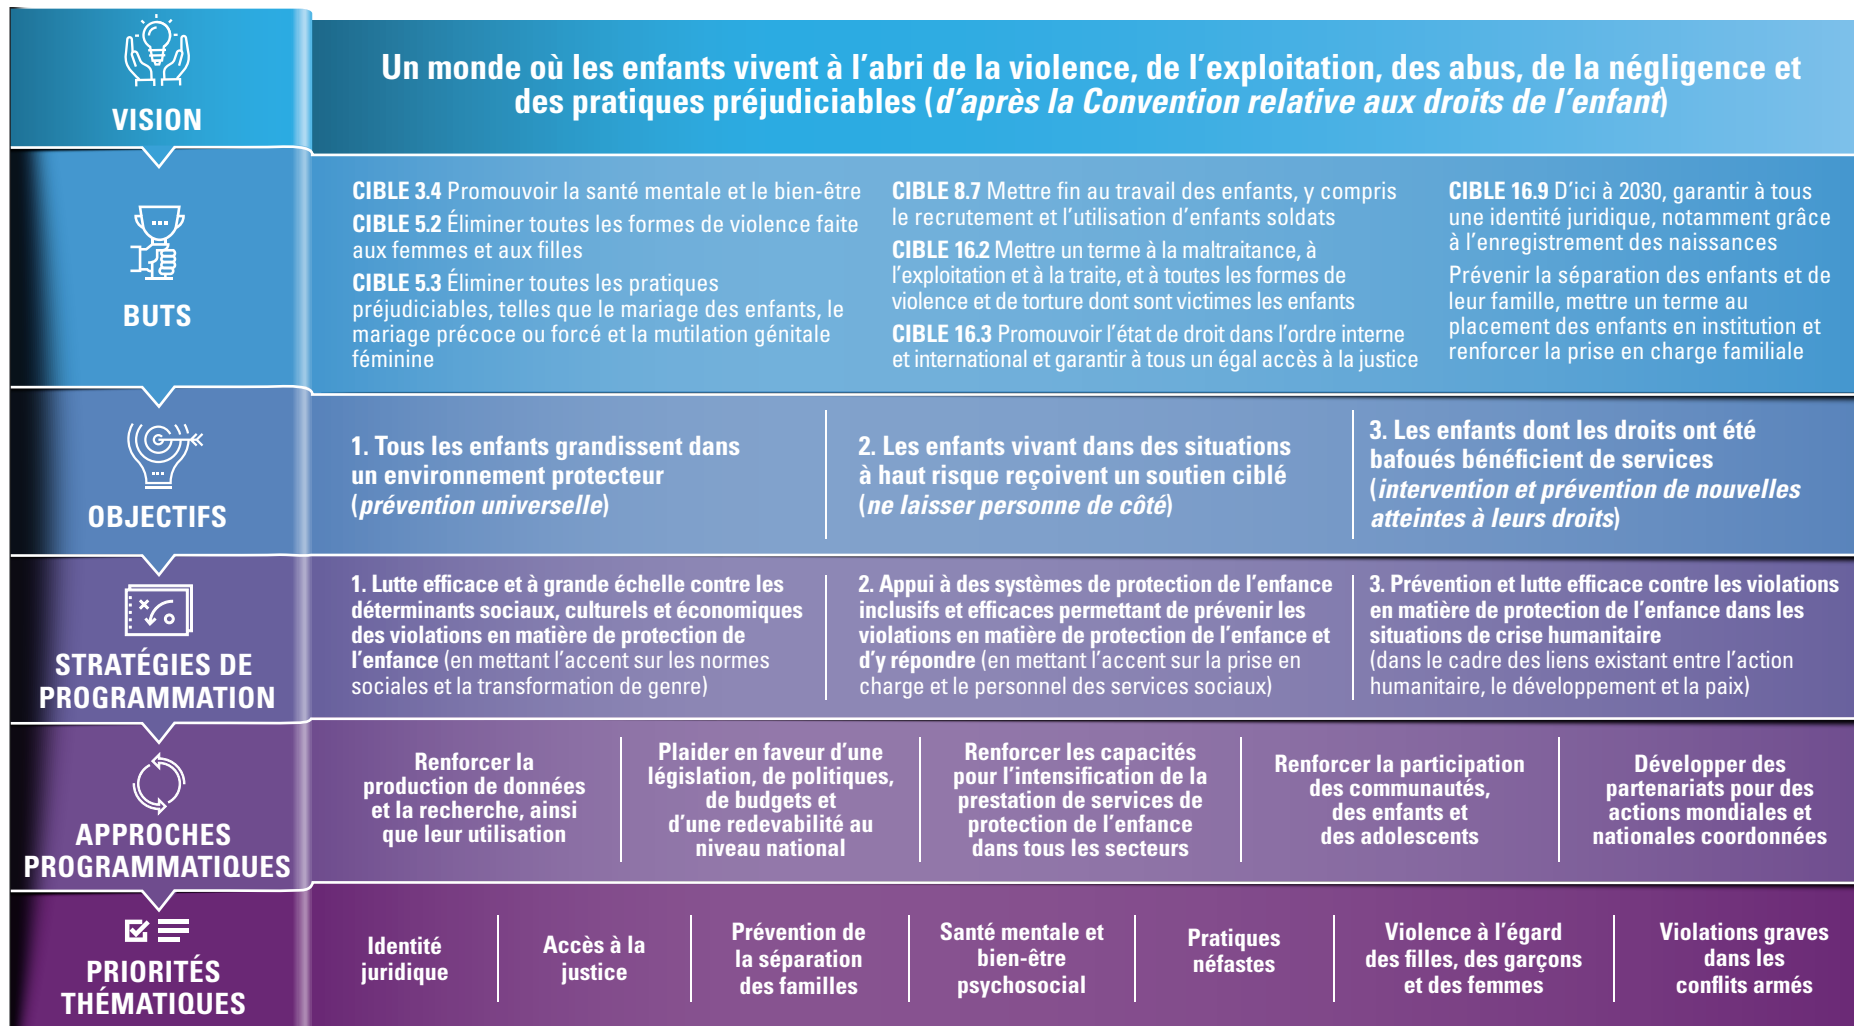 VISION
Un monde où les enfants vivent à l’abri de la violence, de l’exploitation, des abus, de la négligence et
des pratiques préjudiciables (d’après la Convention relative aux droits de l’enfant)
BUTS
CIBLE 3.4 Promouvoir la santé mentale et le bien-être
CIBLE 5.2 Éliminer toutes les formes de violence faite
aux femmes et aux filles
CIBLE 5.3 Éliminer toutes les pratiques
préjudiciables, telles que le mariage des enfants, le
mariage précoce ou forcé et la mutilation génitale
féminine
CIBLE 8.7 Mettre fin au travail des enfants, y compris
le recrutement et l’utilisation d’enfants soldats
CIBLE 16.2 Mettre un terme à la maltraitance, à
l’exploitation et à la traite, et à toutes les formes de
violence et de torture dont sont victimes les enfants
CIBLE 16.3 Promouvoir l’état de droit dans l’ordre interne
et international et garantir à tous un égal accès à la justice
CIBLE 16.9 D’ici à 2030, garantir à tous
une identité juridique, notamment grâce
à l’enregistrement des naissances
Prévenir la séparation des enfants et de
leur famille, mettre un terme au
placement des enfants en institution et
renforcer la prise en charge familiale
OBJECTIFS
1. Tous les enfants grandissent dans
un environnement protecteur
(prévention universelle)
2. Les enfants vivant dans des situations
à haut risque reçoivent un soutien ciblé
(ne laisser personne de côté)
3. Les enfants dont les droits ont été
bafoués bénéficient de services
(intervention et prévention de nouvelles
atteintes à leurs droits)
STRATÉGIES DE
PROGRAMMATION
1. Lutte efficace et à grande échelle contre les
déterminants sociaux, culturels et économiques
des violations en matière de protection de
l’enfance (en mettant l’accent sur les normes
sociales et la transformation de genre)
2. Appui à des systèmes de protection de l’enfance
inclusifs et efficaces permettant de prévenir les
violations en matière de protection de l’enfance et
d’y répondre (en mettant l’accent sur la prise en
charge et le personnel des services sociaux)
3. Prévention et lutte efficace contre les violations
en matière de protection de l’enfance dans les
situations de crise humanitaire
(dans le cadre des liens existant entre l’action
humanitaire, le développement et la paix)
APPROCHES
PROGRAMMATIQUES
Renforcer la
production de données
et la recherche, ainsi
que leur utilisation
Plaider en faveur d’une
législation, de politiques,
de budgets et
d’une redevabilité au
niveau national
Renforcer les capacités
pour l’intensification de la
prestation de services de
protection de l’enfance
dans tous les secteurs
Renforcer la participation
des communautés,
des enfants et
des adolescents
Développer des
partenariats pour des
actions mondiales et
nationales coordonnées
PRIORITÉS
THÉMATIQUES
Identité
juridique
Accès à la
justice
Prévention de
la séparation
des familles
Santé mentale et
bien-être
psychosocial
Pratiques
néfastes
Violence à l’égard
des filles, des garçons
et des femmes
Violations graves
dans les
conflits armés